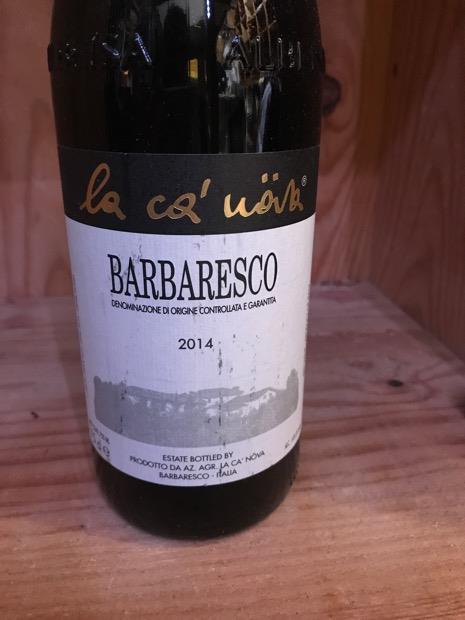 la ca' növa®
BARBARESCO
DENOMINAZIONE DI ORIGINE CONTROLLATA E GARANTITA
2014
ESTATE BOTTLED BY
PRODOTTO DA AZ. AGR. LA CA' NÖVA
BARBARESCO - ITALIA